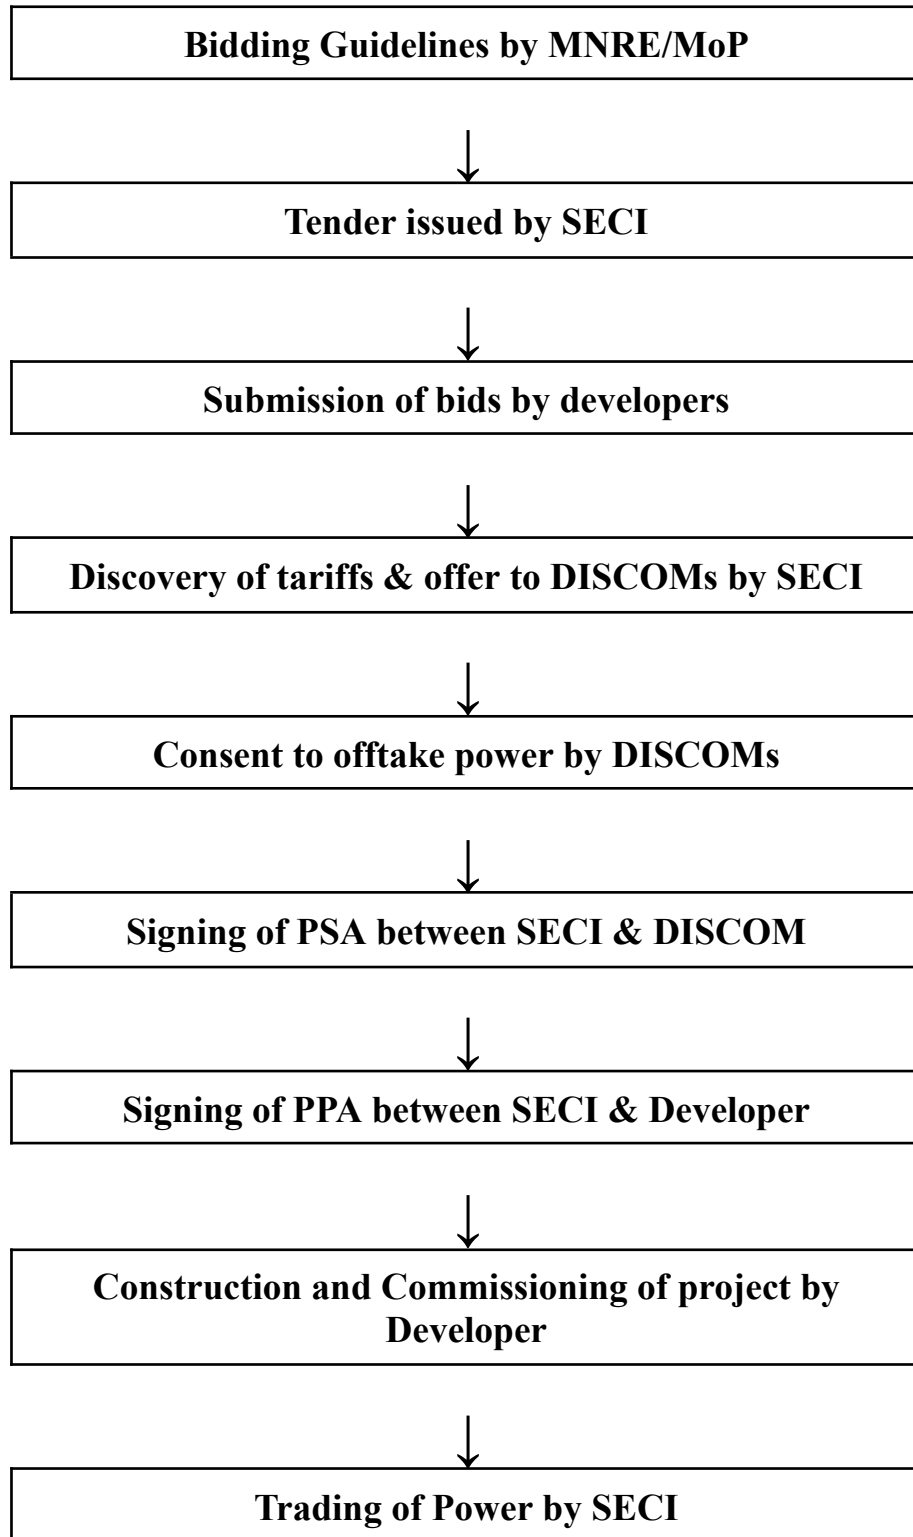 Bidding Guidelines by MNRE/MoP
Tender issued by SECI
Submission of bids by developers
Discovery of tariffs & offer to DISCOMs by SECI
Consent to offtake power by DISCOMs
Signing of PSA between SECI & DISCOM
Signing of PPA between SECI & Developer
Construction and Commissioning of project by
Developer
Trading of Power by SECI